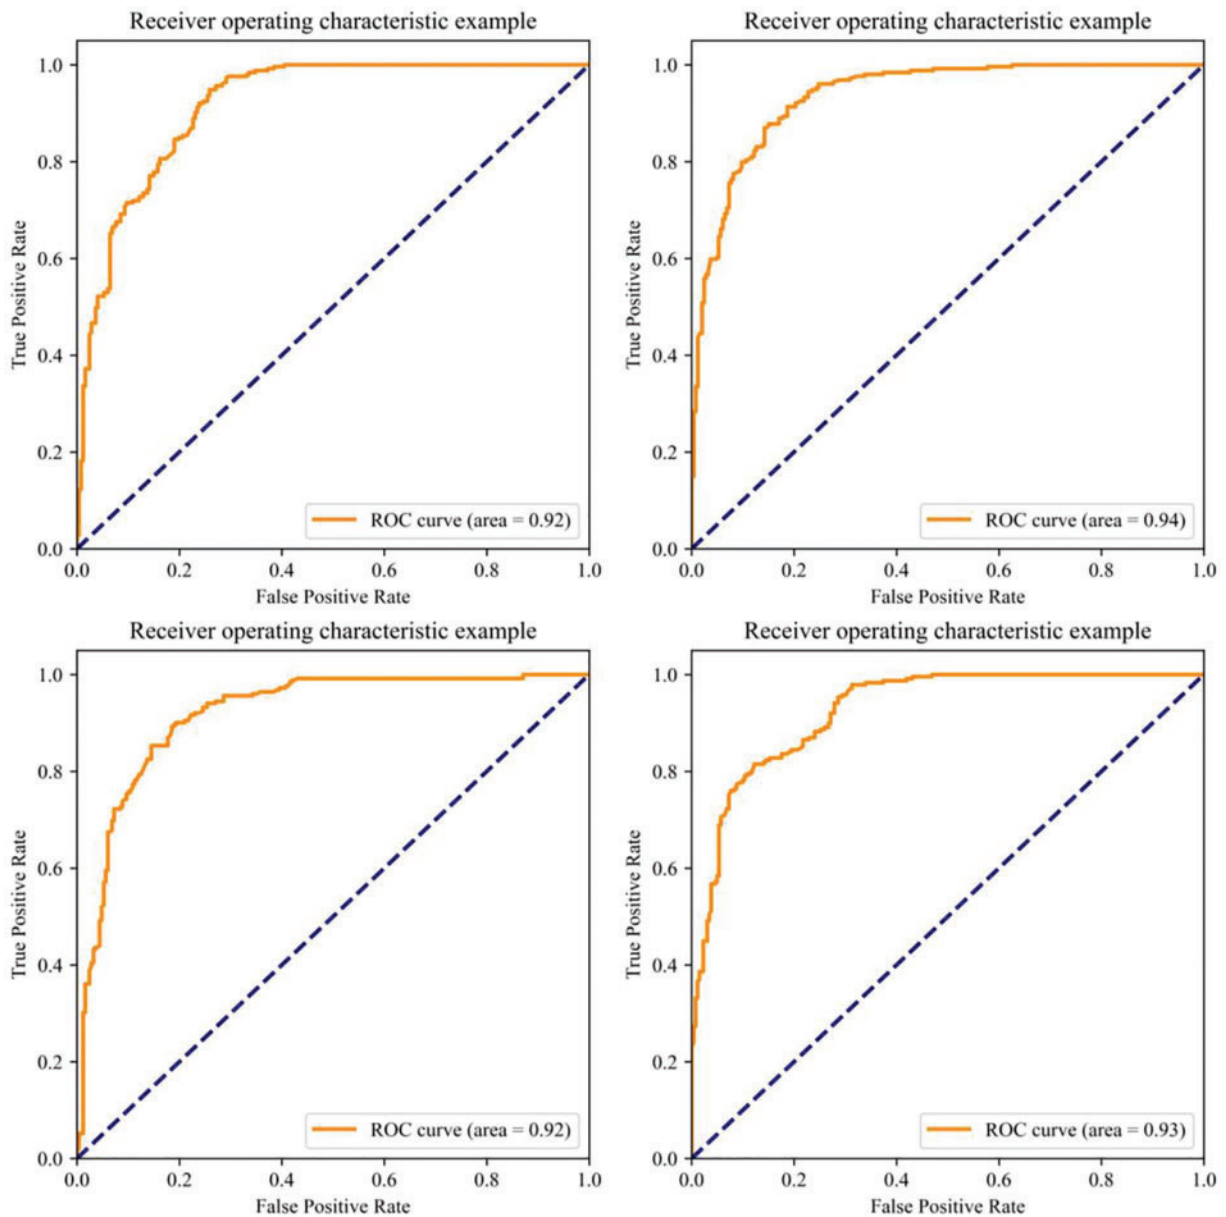 Receiver operating characteristic example
True Positive Rate
1.0
0.8
0.6
0.4
0.2
0.0
ROC curve (area = 0.92)
0.0 0.2 0.4 0.6 0.8 1.0
False Positive Rate
Receiver operating characteristic example
True Positive Rate
1.0
0.8
0.6
0.4
0.2
0.0
ROC curve (area = 0.94)
0.0 0.2 0.4 0.6 0.8 1.0
False Positive Rate
Receiver operating characteristic example
True Positive Rate
1.0
0.8
0.6
0.4
0.2
0.0
ROC curve (area = 0.92)
0.0 0.2 0.4 0.6 0.8 1.0
False Positive Rate
Receiver operating characteristic example
True Positive Rate
1.0
0.8
0.6
0.4
0.2
0.0
ROC curve (area = 0.93)
0.0 0.2 0.4 0.6 0.8 1.0
False Positive Rate